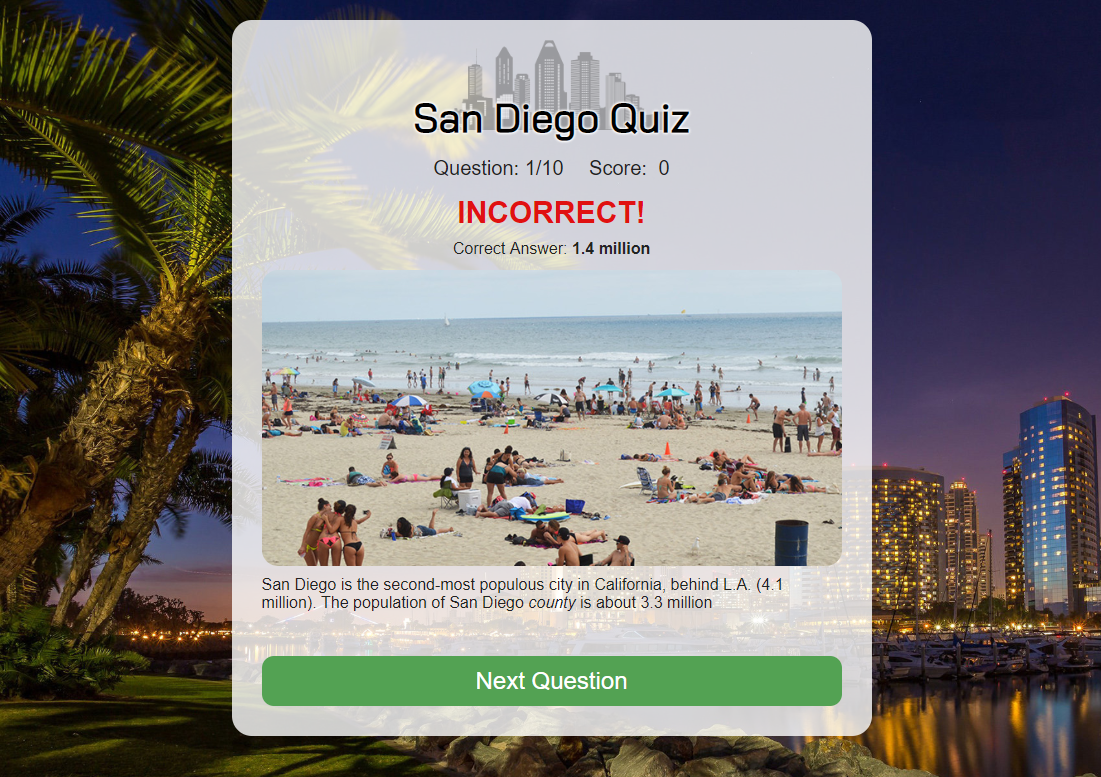 San Diego Quiz
Question: 1/10 Score: 0
INCORRECT!
Correct Answer: 1.4 million
San Diego is the second-most populous city in California, behind L.A. (4.1
million). The population of San Diego county is about 3.3 million
Next Question